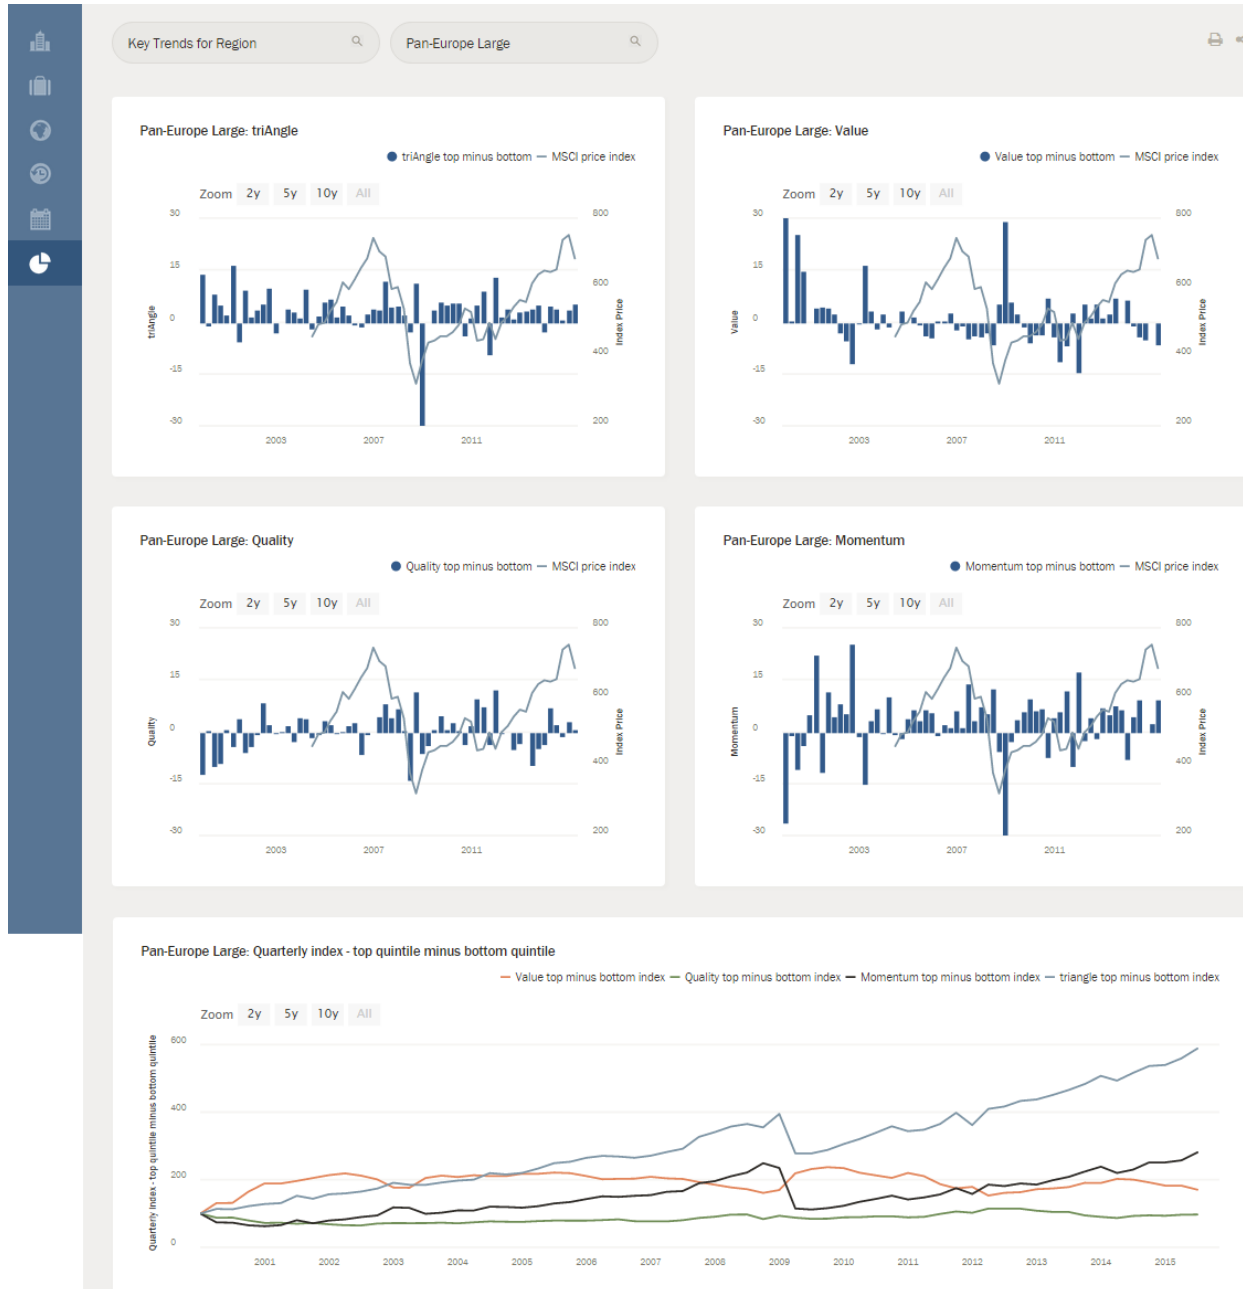 Key Trends for Region
Pan-Europe Large
Pan-Europe Large: triAngle
triAngle top minus bottom
MSCI price index
Zoom 2y 5y 10y All
30
15
0
-15
-30
triAngle
800
600
400
200
Index Price
2003 2007 2011
Pan-Europe Large: Value
Value top minus bottom
MSCI price index
Zoom 2y 5y 10y All
30
15
0
-15
-30
Value
800
600
400
200
Index Price
2003 2007 2011
Pan-Europe Large: Quality
Quality top minus bottom
MSCI price index
Zoom 2y 5y 10y All
30
15
0
-15
-30
Quality
800
600
400
200
Index Price
2003 2007 2011
Pan-Europe Large: Momentum
Momentum top minus bottom
MSCI price index
Zoom 2y 5y 10y All
30
15
0
-15
-30
Momentum
800
600
400
200
Index Price
2003 2007 2011
Pan-Europe Large: Quarterly index - top quintile minus bottom quintile
Value top minus bottom index
Quality top minus bottom index
Momentum top minus bottom index
triangle top minus bottom index
Zoom 2y 5y 10y All
600
400
200
0
Quarterly index - top quintile minus bottom quintile
2001 2002 2003 2004 2005 2006 2007 2008 2009 2010 2011 2012 2013 2014 2015